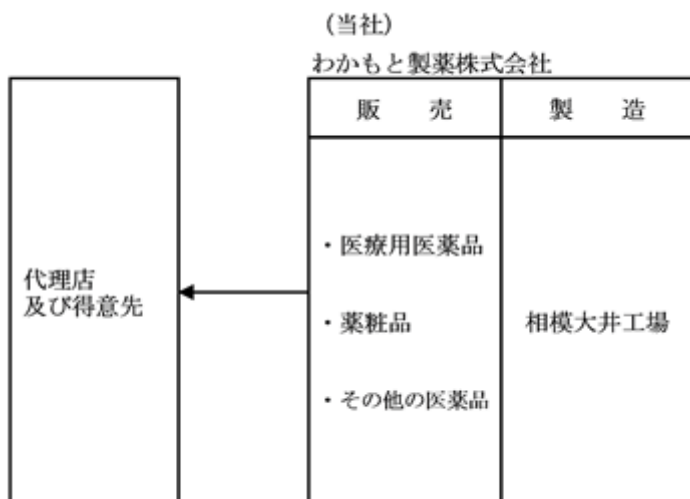 (当社)
わかもと製薬株式会社
販 売
製 造
代理店
及び得意先
・医療用医薬品
・薬粧品
・その他の医薬品
相模大井工場